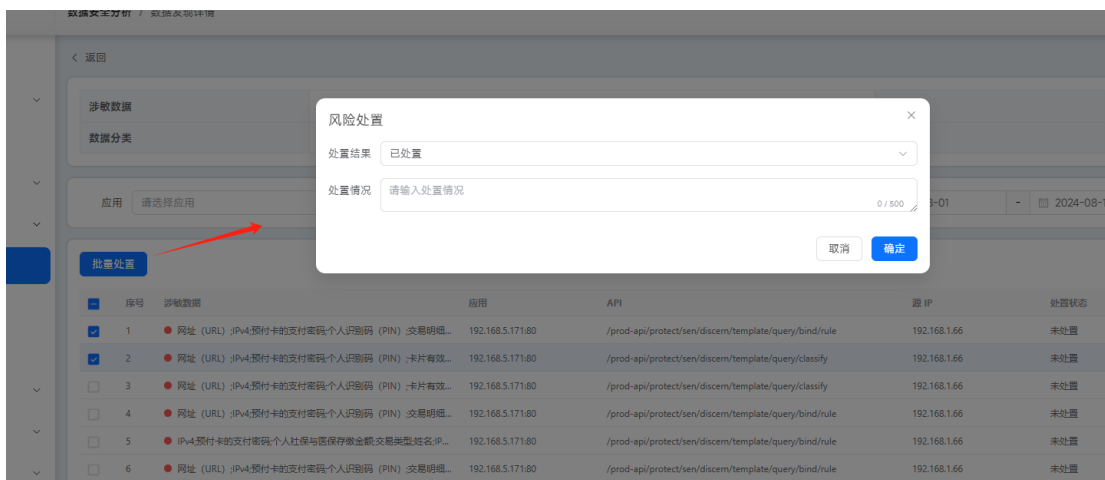 数据安全分析 / 数据发现详情
返回
涉敏数据
数据分类
风险处置
处置结果 已处置
处置情况 请输入处置情况
0 / 500
取消 确定
应用 请选择应用 3-01 - 2024-08-1
批量处置
序号 涉敏数据 应用 API 源 IP 处置状态
1 网址（URL）;IPv4;预付卡的支付密码;个人识别码（PIN）;交易明细... 192.168.5.171:80 /prod-api/protect/sen/discern/template/query/bind/rule 192.168.1.66 未处置
2 网址（URL）;IPv4;预付卡的支付密码;个人识别码（PIN）;卡片有效... 192.168.5.171:80 /prod-api/protect/sen/discern/template/query/classify 192.168.1.66 未处置
3 网址（URL）;IPv4;预付卡的支付密码;个人识别码（PIN）;卡片有效... 192.168.5.171:80 /prod-api/protect/sen/discern/template/query/classify 192.168.1.66 未处置
4 网址（URL）;IPv4;预付卡的支付密码;个人识别码（PIN）;交易明细... 192.168.5.171:80 /prod-api/protect/sen/discern/template/query/bind/rule 192.168.1.66 未处置
5 IPv4;预付卡的支付密码;个人社保与医保存缴金额;交易类型;姓名;IP... 192.168.5.171:80 /prod-api/protect/sen/discern/template/query/bind/rule 192.168.1.66 未处置
6 网址（URL）;IPv4;预付卡的支付密码;个人识别码（PIN）;交易明细... 192.168.5.171:80 /prod-api/protect/sen/discern/template/query/bind/rule 192.168.1.66 未处置